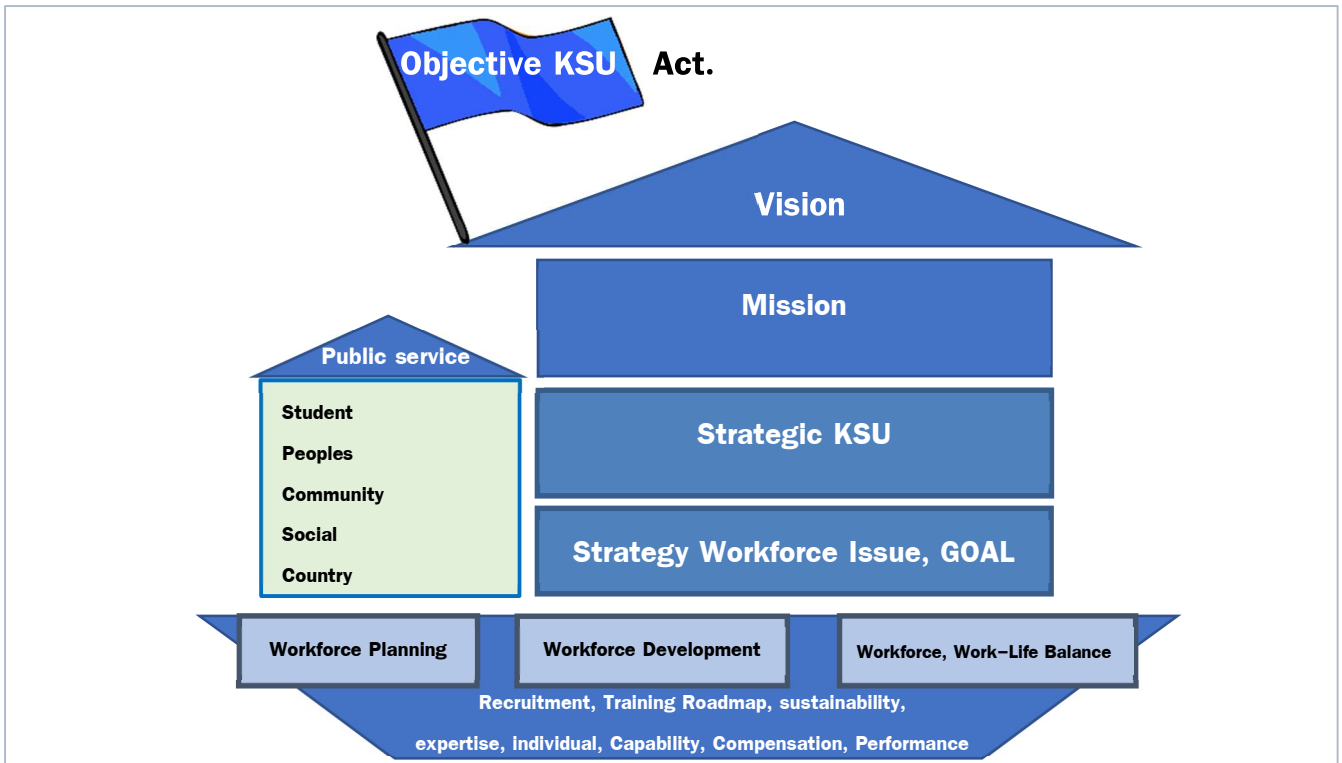 Objective KSU Act.
Vision
Mission
Public service
Student
Peoples
Community
Social
Country
Strategic KSU
Strategy Workforce Issue, GOAL
Workforce Planning
Workforce Development
Workforce, Work–Life Balance
Recruitment, Training Roadmap, sustainability,
expertise, individual, Capability, Compensation, Performance